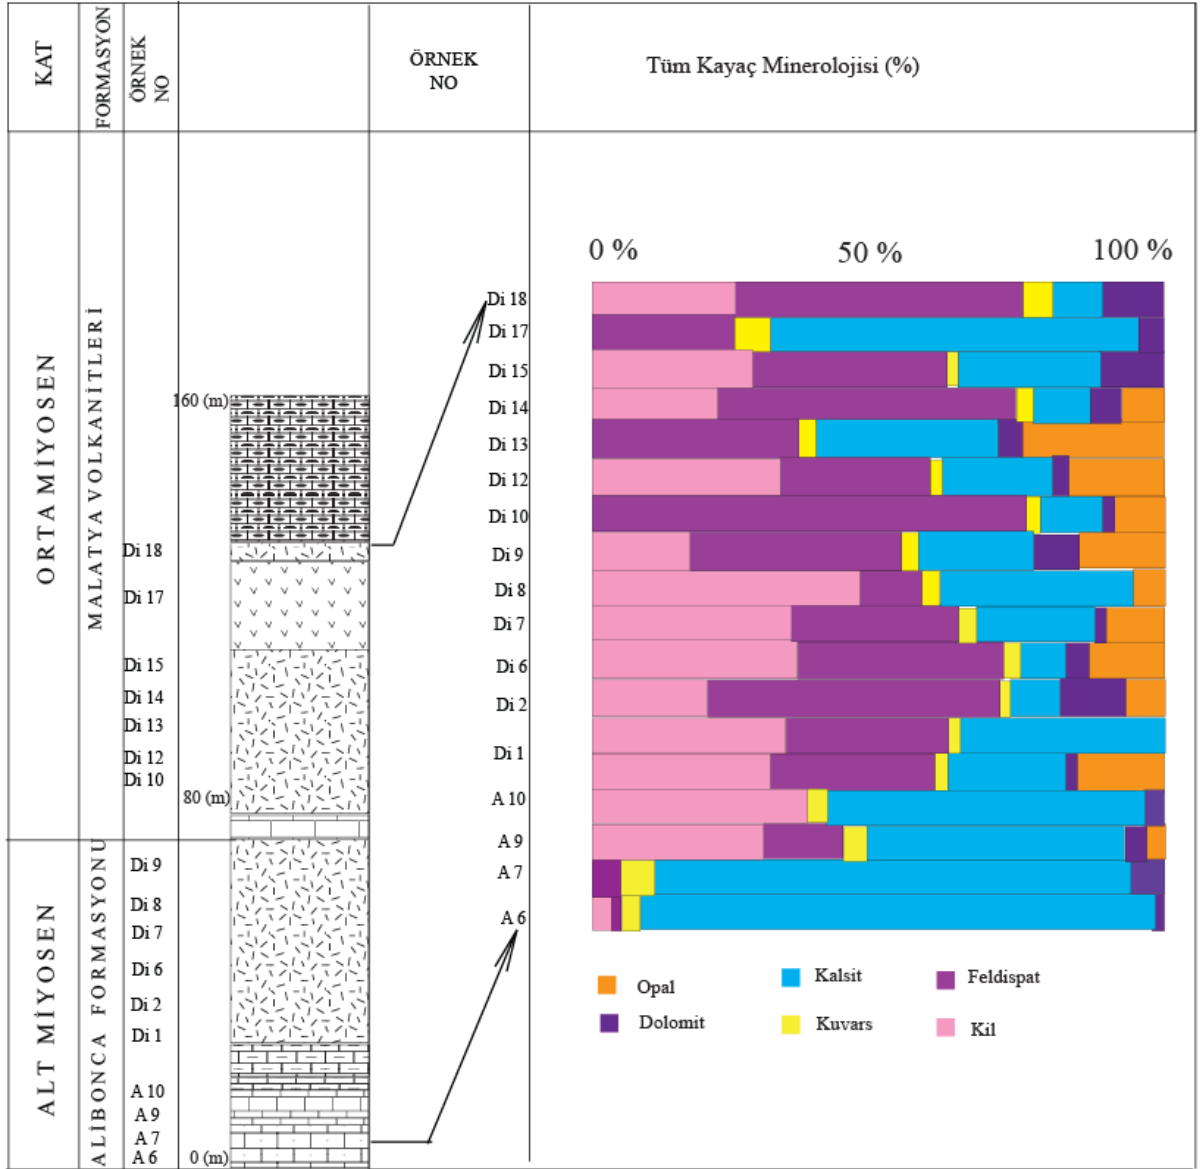 KAT
FORMASYON
ÖRNEK
NO
ÖRNEK
NO
Tüm Kayaç Minerolojisi (%)
ORTA MİYOSEN
MALATYA VOLKANİTLERİ
ALT MİYOSEN
ALİBONCA FORMASYONU
Di 18
Di 17
Di 15
Di 14
Di 13
Di 12
Di 10
Di 9
Di 8
Di 7
Di 6
Di 2
Di 1
A 10
A 9
A 7
A 6
160 (m)
80 (m)
0 (m)
Di 18
Di 17
Di 15
Di 14
Di 13
Di 12
Di 10
Di 9
Di 8
Di 7
Di 6
Di 2
Di 1
A 10
A 9
A 7
A 6
0 %
50 %
100 %
Opal
Kalsit
Feldispat
Dolomit
Kuvars
Kil